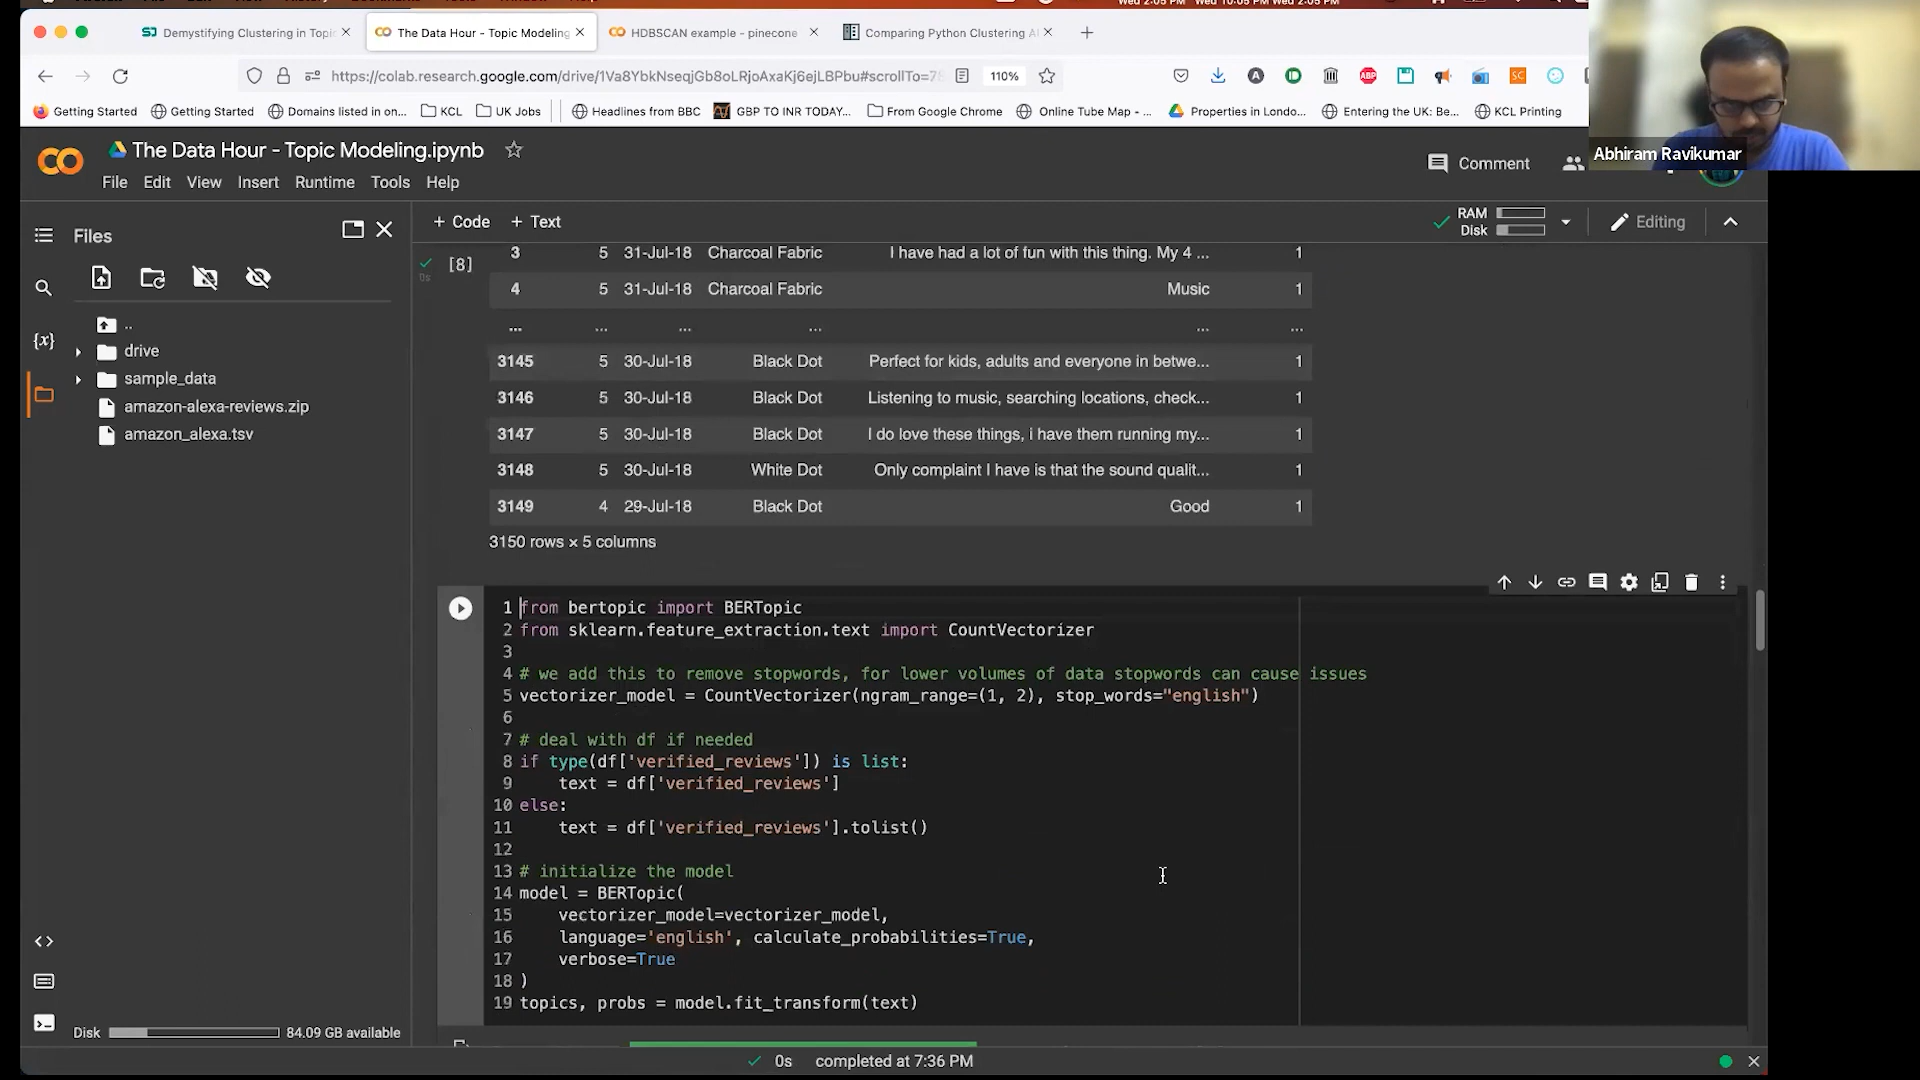 Wed 2:05 PM Wed 10:05 PM Wed 2:05 PM
Demystifying Clustering in Topi
The Data Hour - Topic Modeling
HDBSCAN example - pinecone
Comparing Python Clustering Al
https://colab.research.google.com/drive/1Va8YbkNseqjGb8oLRjoAxaKj6ejLBPbu#scrollTo=78
110%
Getting Started
Getting Started
Domains listed in on...
KCL
UK Jobs
Headlines from BBC
GBP TO INR TODAY...
From Google Chrome
Online Tube Map - ...
Properties in London...
Entering the UK: Be...
KCL Printing
Abhiram Ravikumar
The Data Hour - Topic Modeling.ipynb
Comment
File Edit View Insert Runtime Tools Help
Files
+ Code + Text
RAM
Disk
Editing
..
drive
sample_data
amazon-alexa-reviews.zip
amazon_alexa.tsv
[8]
0s
3 5 31-Jul-18 Charcoal Fabric I have had a lot of fun with this thing. My 4 ... 1
4 5 31-Jul-18 Charcoal Fabric Music 1
... ... ... ... ... ...
3145 5 30-Jul-18 Black Dot Perfect for kids, adults and everyone in betwe... 1
3146 5 30-Jul-18 Black Dot Listening to music, searching locations, check... 1
3147 5 30-Jul-18 Black Dot I do love these things, i have them running my... 1
3148 5 30-Jul-18 White Dot Only complaint I have is that the sound qualit... 1
3149 4 29-Jul-18 Black Dot Good 1
3150 rows × 5 columns
1 from bertopic import BERTopic
2 from sklearn.feature_extraction.text import CountVectorizer
3
4 # we add this to remove stopwords, for lower volumes of data stopwords can cause issues
5 vectorizer_model = CountVectorizer(ngram_range=(1, 2), stop_words="english")
6
7 # deal with df if needed
8 if type(df['verified_reviews']) is list:
9     text = df['verified_reviews']
10 else:
11     text = df['verified_reviews'].tolist()
12
13 # initialize the model
14 model = BERTopic(
15     vectorizer_model=vectorizer_model,
16     language='english', calculate_probabilities=True,
17     verbose=True
18 )
19 topics, probs = model.fit_transform(text)
Disk 84.09 GB available
0s completed at 7:36 PM